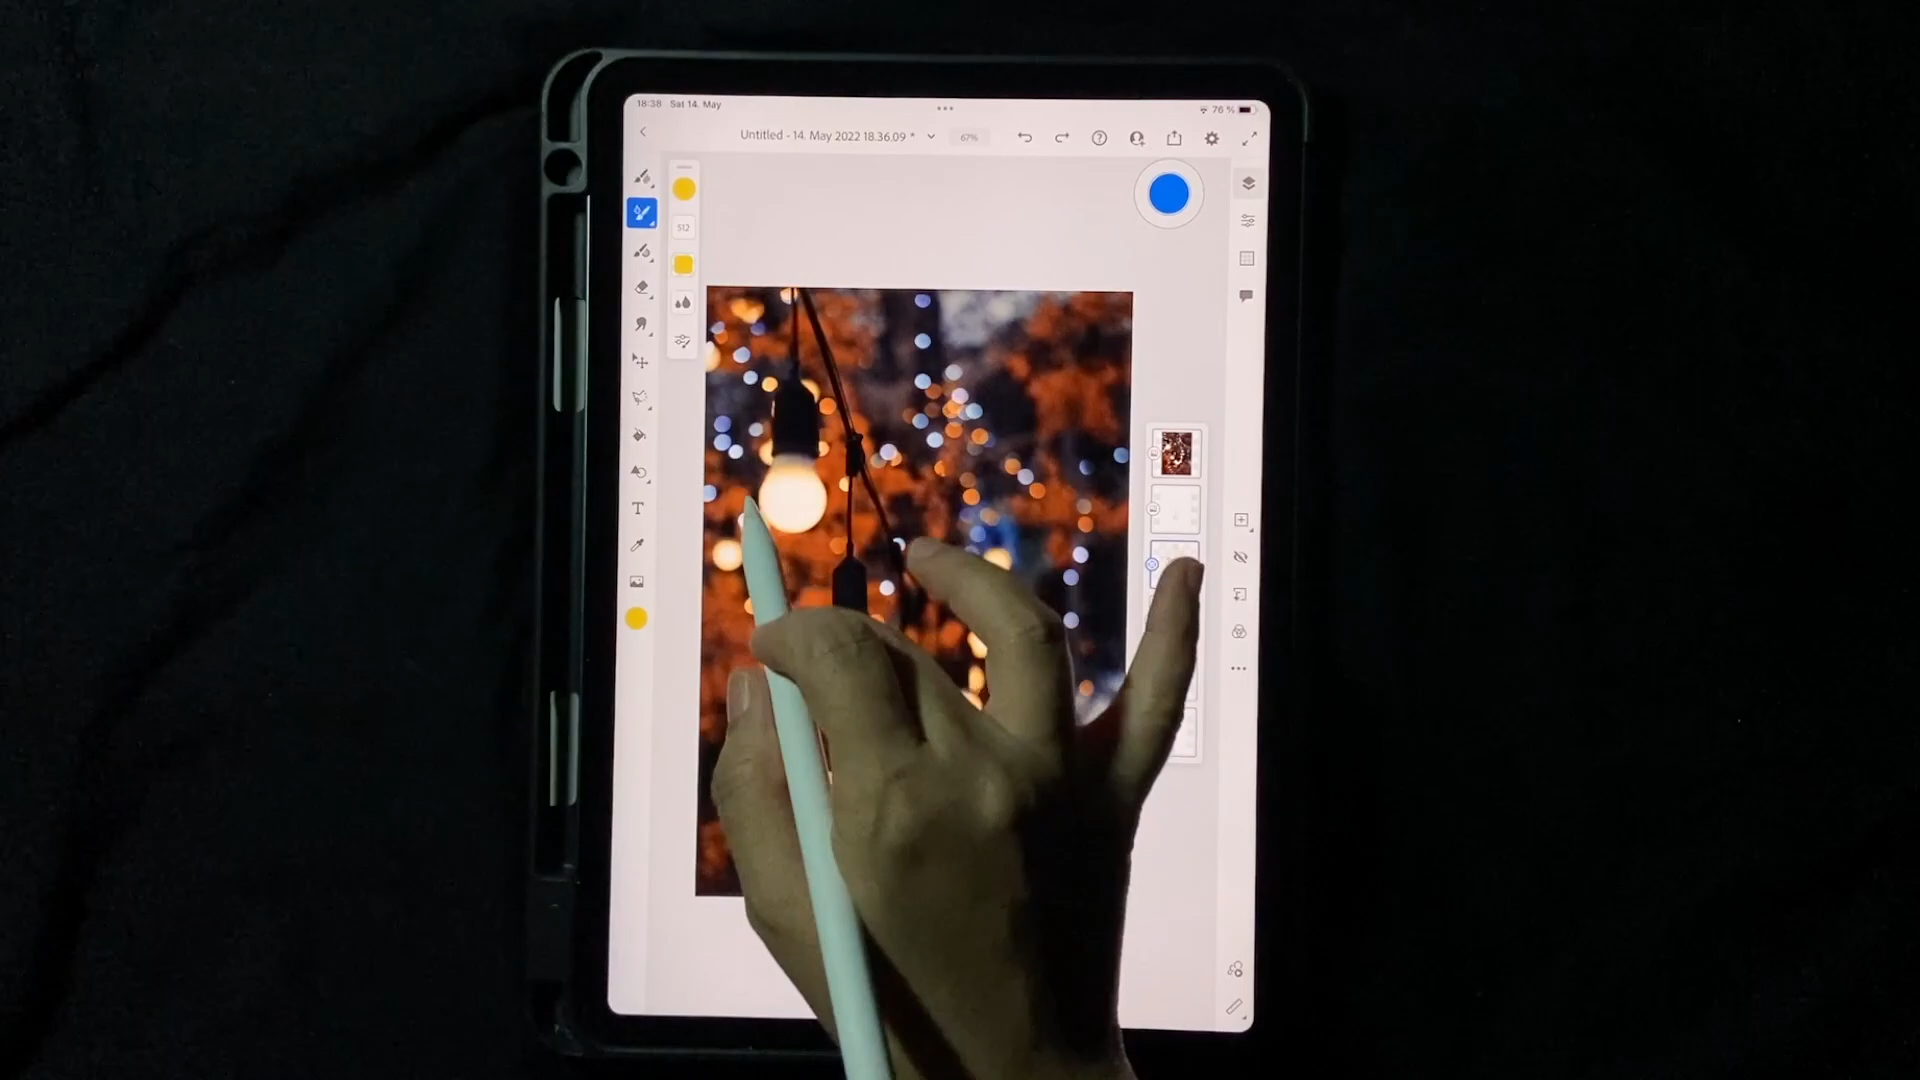 18:38 Sat 14. May
76 %
Untitled - 14. May 2022 18.36.09 *
67%
512
T